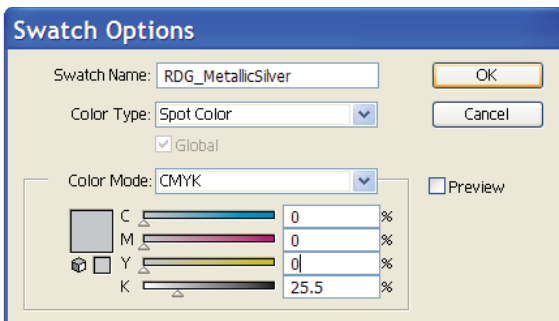 Swatch Options
Swatch Name: RDG_MetallicSilver OK
Color Type: Spot Color Cancel
Global
Color Mode: CMYK Preview
C 0 %
M 0 %
Y 0 %
K 25.5 %